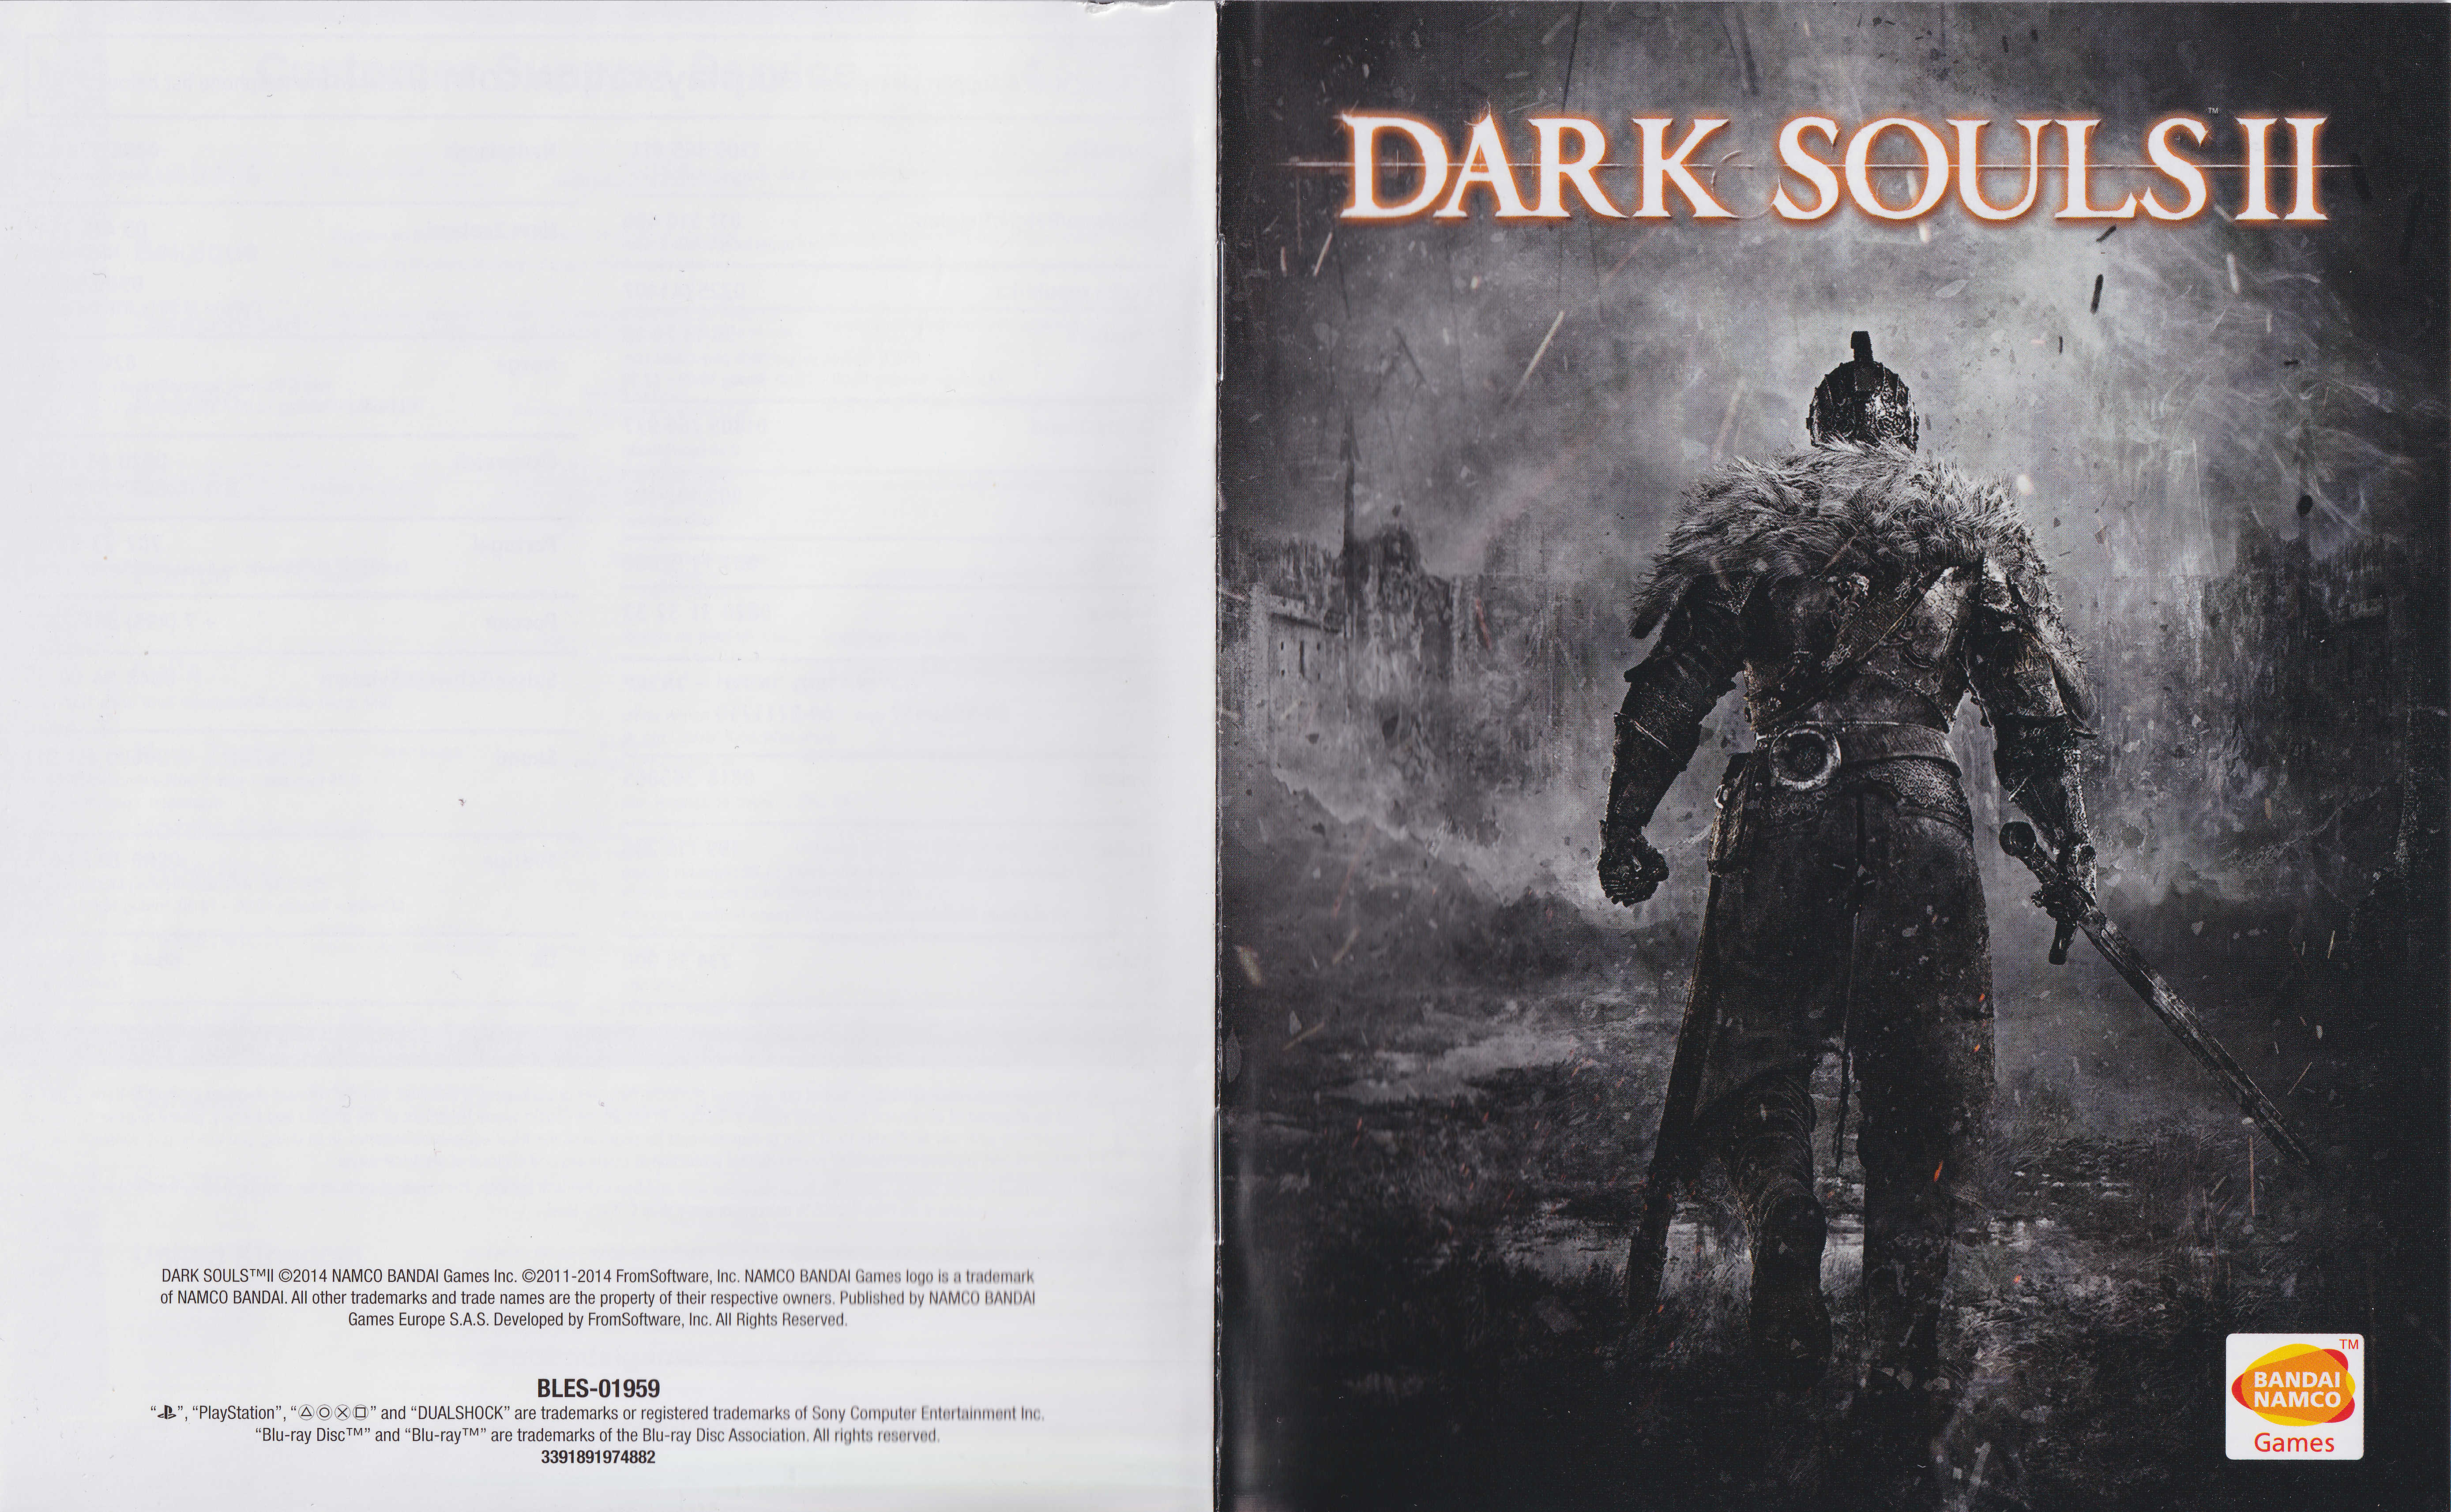 DARK SOULS™II ©2014 NAMCO BANDAI Games Inc. ©2011-2014 FromSoftware, Inc. NAMCO BANDAI Games logo is a trademark
of NAMCO BANDAI. All other trademarks and trade names are the property of their respective owners. Published by NAMCO BANDAI
Games Europe S.A.S. Developed by FromSoftware, Inc. All Rights Reserved.
BLES-01959
“”, “PlayStation”, “△○✕□” and “DUALSHOCK” are trademarks or registered trademarks of Sony Computer Entertainment Inc.
“Blu-ray Disc™” and “Blu-ray™” are trademarks of the Blu-ray Disc Association. All rights reserved.
3391891974882
DARK SOULS™ II
BANDAI
NAMCO
Games
TM